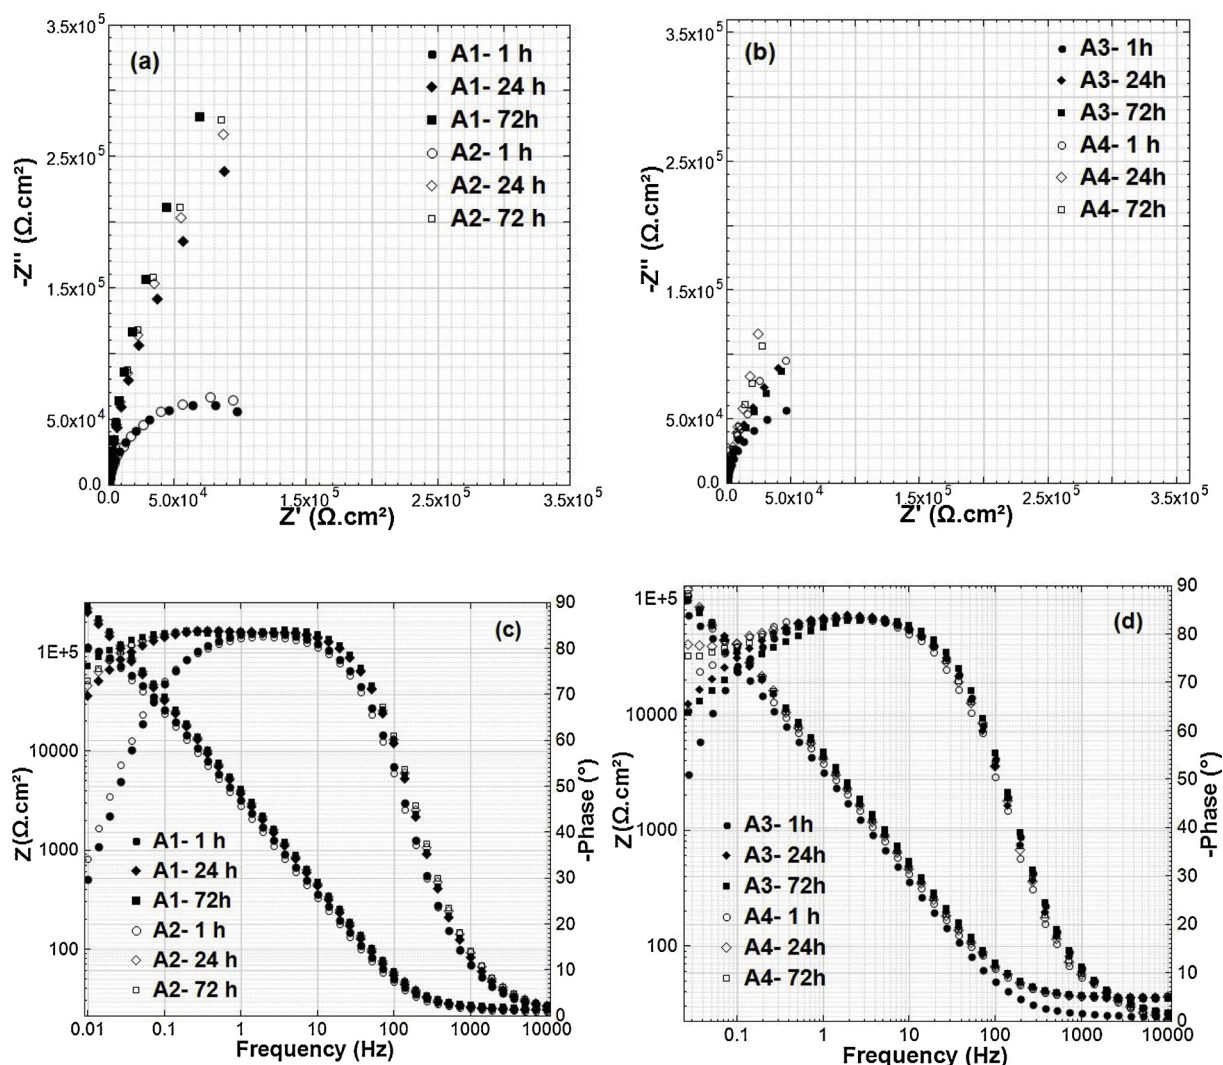 (a)
A1- 1 h
A1- 24 h
A1- 72h
A2- 1 h
A2- 24 h
A2- 72 h
3.5x10⁵
2.5x10⁵
1.5x10⁵
5.0x10⁴
0.0
-Z'' (Ω.cm²)
0.0
5.0x10⁴
1.5x10⁵
2.5x10⁵
3.5x10⁵
Z' (Ω.cm²)
(b)
A3- 1h
A3- 24h
A3- 72h
A4- 1 h
A4- 24h
A4- 72h
3.5x10⁵
2.5x10⁵
1.5x10⁵
5.0x10⁴
0.0
-Z'' (Ω.cm²)
0.0
5.0x10⁴
1.5x10⁵
2.5x10⁵
3.5x10⁵
Z' (Ω.cm²)
(c)
1E+5
10000
1000
100
Z(Ω.cm²)
90
80
70
60
50
40
30
20
10
0
-Phase (°)
A1- 1 h
A1- 24 h
A1- 72h
A2- 1 h
A2- 24 h
A2- 72 h
0.01 0.1 1 10 100 1000 10000
Frequency (Hz)
(d)
1E+5
10000
1000
100
Z(Ω.cm²)
90
80
70
60
50
40
30
20
10
0
-Phase (°)
A3- 1h
A3- 24h
A3- 72h
A4- 1 h
A4- 24h
A4- 72h
0.1 1 10 100 1000 10000
Frequency (Hz)